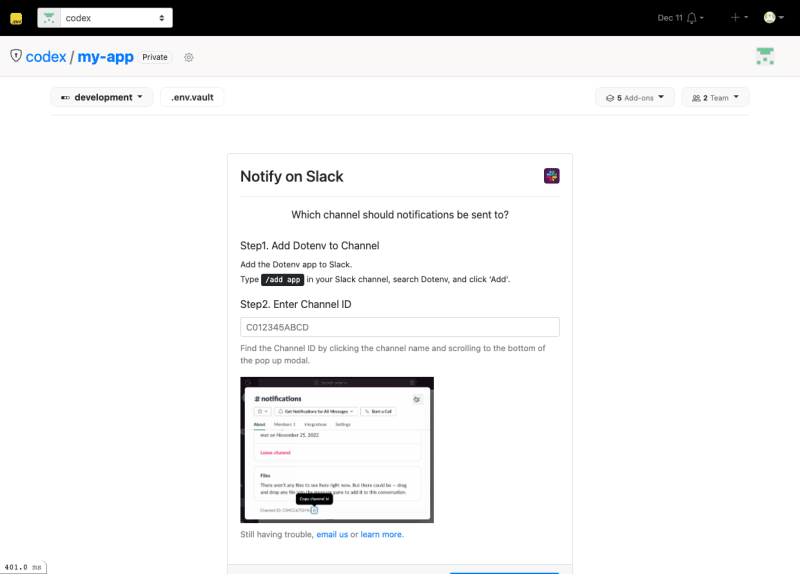 codex
Dec 11
codex / my-app Private
development
.env.vault
5 Add-ons
2 Team
Notify on Slack
Which channel should notifications be sent to?
Step1. Add Dotenv to Channel
Add the Dotenv app to Slack.
Type /add app in your Slack channel, search Dotenv, and click 'Add'.
Step2. Enter Channel ID
C012345ABCD
Find the Channel ID by clicking the channel name and scrolling to the bottom of
the pop up modal.
# notifications
Get Notifications for All Messages
Start a Call
About Members 1 Integrations Settings
on November 25, 2022
Leave channel
Files
There aren't any files to see here right now. But there could be — drag
and drop any file into the message pane to add it to this conversation.
Copy channel ID
Channel ID:
Still having trouble, email us or learn more.
401.0 ms